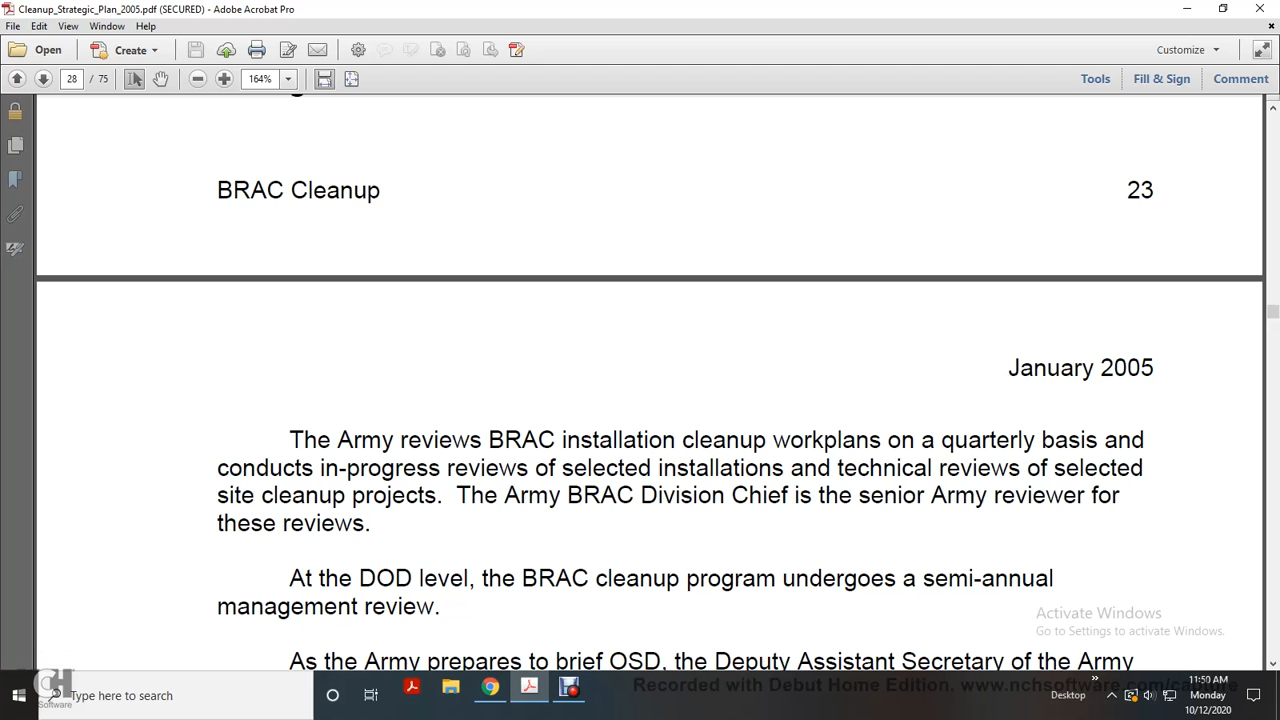 Cleanup_Strategic_Plan_2005.pdf (SECURED) - Adobe Acrobat Pro
File Edit View Window Help
Open Create Customize
28 / 75 164% Tools Fill & Sign Comment
BRAC Cleanup 23
January 2005
The Army reviews BRAC installation cleanup workplans on a quarterly basis and
conducts in-progress reviews of selected installations and technical reviews of selected
site cleanup projects. The Army BRAC Division Chief is the senior Army reviewer for
these reviews.
At the DOD level, the BRAC cleanup program undergoes a semi-annual
management review.
Activate Windows
Go to Settings to activate Windows.
As the Army prepares to brief OSD, the Deputy Assistant Secretary of the Army
Recorded with Debut Home Edition. www.nchsoftware.com/capture
CH
Software
Type here to search
Desktop
11:50 AM
Monday
10/12/2020